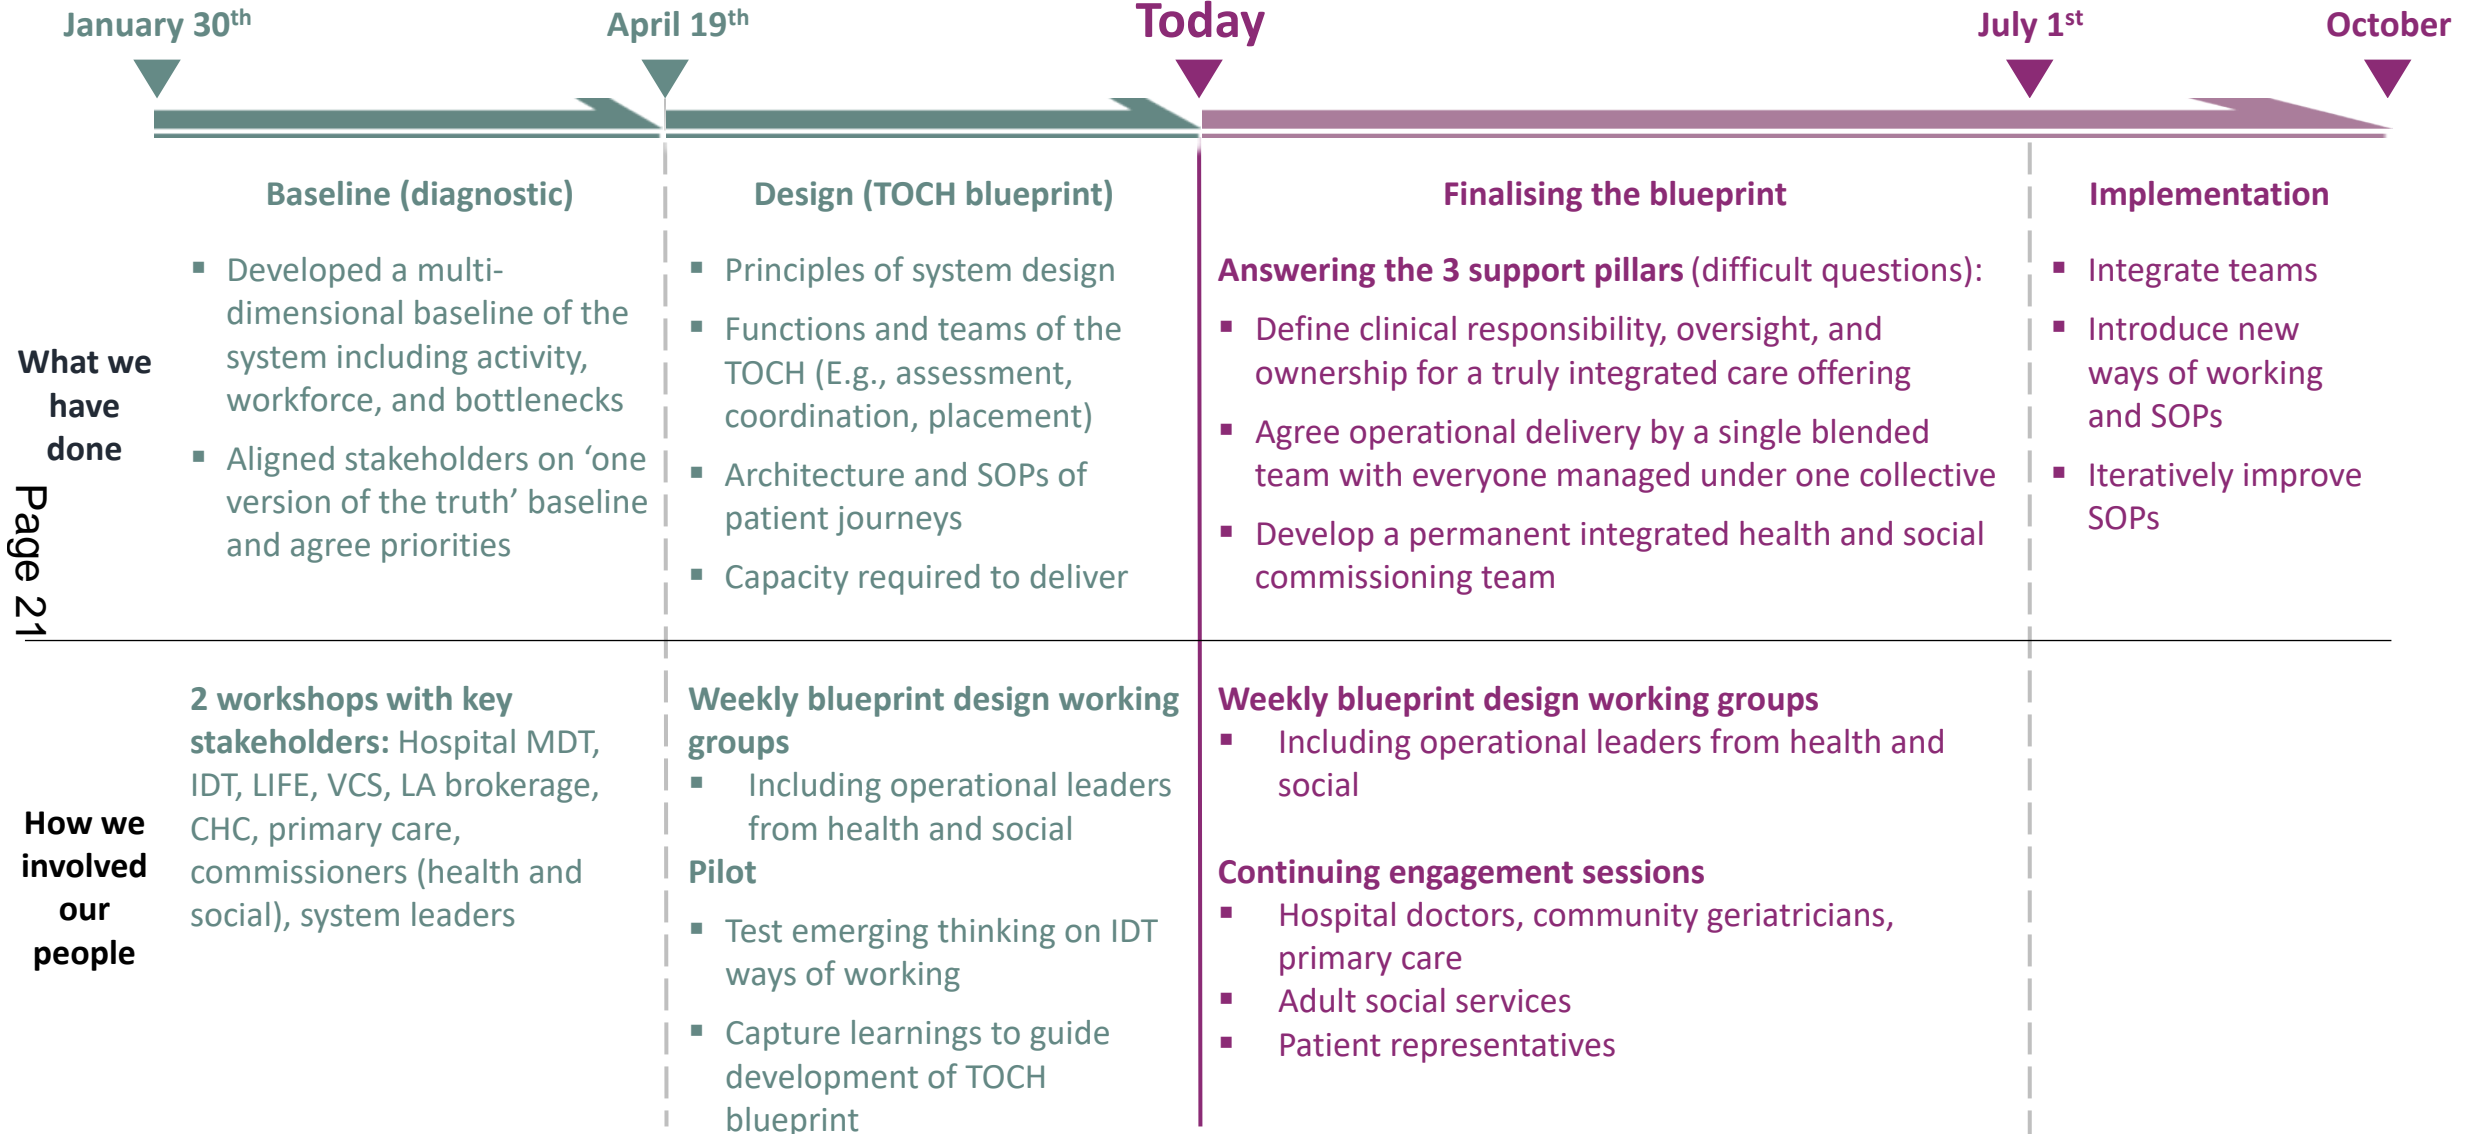 January 30th
April 19th
Today
July 1st
October
Baseline (diagnostic)
Design (TOCH blueprint)
Finalising the blueprint
Implementation
What we
have
done
▪ Developed a multi-
dimensional baseline of the
system including activity,
workforce, and bottlenecks
▪ Aligned stakeholders on ‘one
version of the truth’ baseline
and agree priorities
▪ Principles of system design
▪ Functions and teams of the
TOCH (E.g., assessment,
coordination, placement)
▪ Architecture and SOPs of
patient journeys
▪ Capacity required to deliver
Answering the 3 support pillars (difficult questions):
▪ Define clinical responsibility, oversight, and
ownership for a truly integrated care offering
▪ Agree operational delivery by a single blended
team with everyone managed under one collective
▪ Develop a permanent integrated health and social
commissioning team
▪ Integrate teams
▪ Introduce new
ways of working
and SOPs
▪ Iteratively improve
SOPs
Page 21
How we
involved
our
people
2 workshops with key
stakeholders: Hospital MDT,
IDT, LIFE, VCS, LA brokerage,
CHC, primary care,
commissioners (health and
social), system leaders
Weekly blueprint design working
groups
▪ Including operational leaders
from health and social
Pilot
▪ Test emerging thinking on IDT
ways of working
▪ Capture learnings to guide
development of TOCH
blueprint
Weekly blueprint design working groups
▪ Including operational leaders from health and
social
Continuing engagement sessions
▪ Hospital doctors, community geriatricians,
primary care
▪ Adult social services
▪ Patient representatives